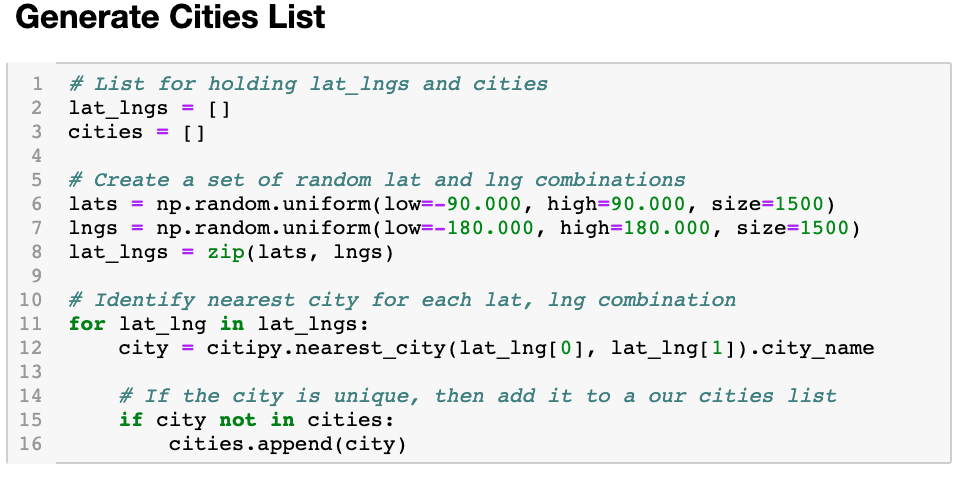 Generate Cities List
1 # List for holding lat_lngs and cities
2 lat_lngs = []
3 cities = []
4
5 # Create a set of random lat and lng combinations
6 lats = np.random.uniform(low=-90.000, high=90.000, size=1500)
7 lngs = np.random.uniform(low=-180.000, high=180.000, size=1500)
8 lat_lngs = zip(lats, lngs)
9
10 # Identify nearest city for each lat, lng combination
11 for lat_lng in lat_lngs:
12     city = citipy.nearest_city(lat_lng[0], lat_lng[1]).city_name
13
14     # If the city is unique, then add it to a our cities list
15     if city not in cities:
16         cities.append(city)